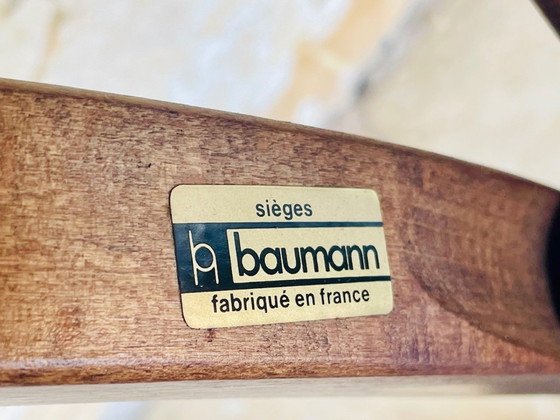 sièges
baumann
fabriqué en france